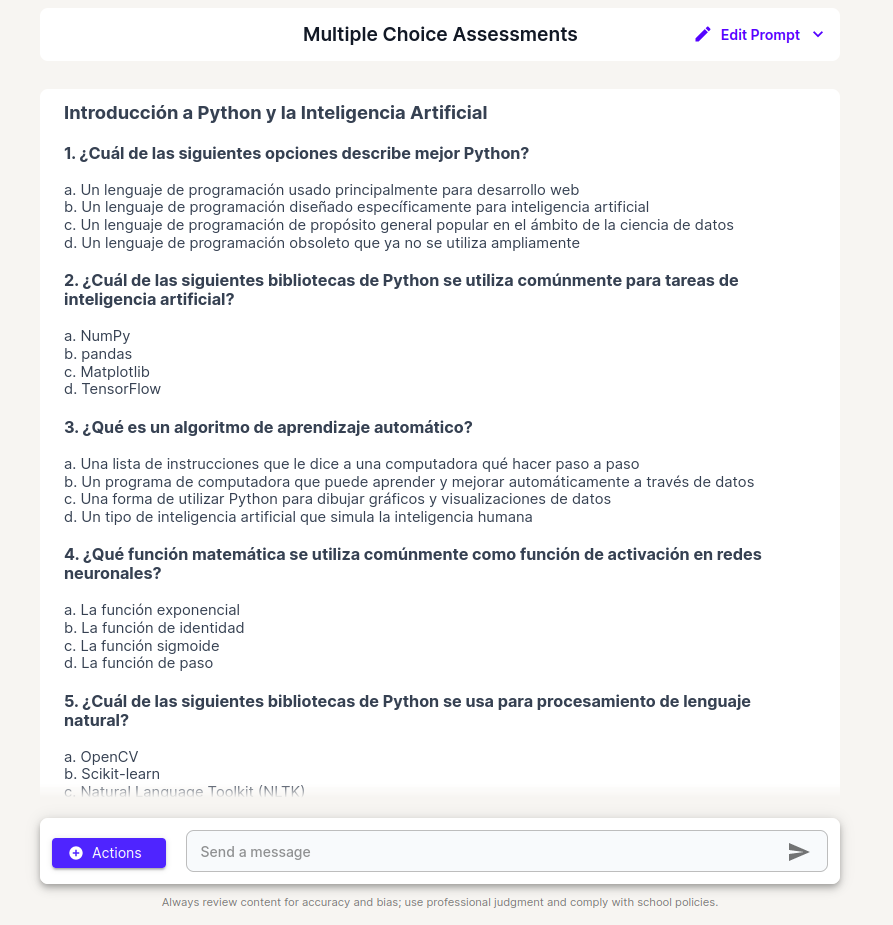 Multiple Choice Assessments
Edit Prompt
Introducción a Python y la Inteligencia Artificial
1. ¿Cuál de las siguientes opciones describe mejor Python?
a. Un lenguaje de programación usado principalmente para desarrollo web
b. Un lenguaje de programación diseñado específicamente para inteligencia artificial
c. Un lenguaje de programación de propósito general popular en el ámbito de la ciencia de datos
d. Un lenguaje de programación obsoleto que ya no se utiliza ampliamente
2. ¿Cuál de las siguientes bibliotecas de Python se utiliza comúnmente para tareas de
inteligencia artificial?
a. NumPy
b. pandas
c. Matplotlib
d. TensorFlow
3. ¿Qué es un algoritmo de aprendizaje automático?
a. Una lista de instrucciones que le dice a una computadora qué hacer paso a paso
b. Un programa de computadora que puede aprender y mejorar automáticamente a través de datos
c. Una forma de utilizar Python para dibujar gráficos y visualizaciones de datos
d. Un tipo de inteligencia artificial que simula la inteligencia humana
4. ¿Qué función matemática se utiliza comúnmente como función de activación en redes
neuronales?
a. La función exponencial
b. La función de identidad
c. La función sigmoide
d. La función de paso
5. ¿Cuál de las siguientes bibliotecas de Python se usa para procesamiento de lenguaje
natural?
a. OpenCV
b. Scikit-learn
c. Natural Language Toolkit (NLTK)
Actions
Send a message
Always review content for accuracy and bias; use professional judgment and comply with school policies.